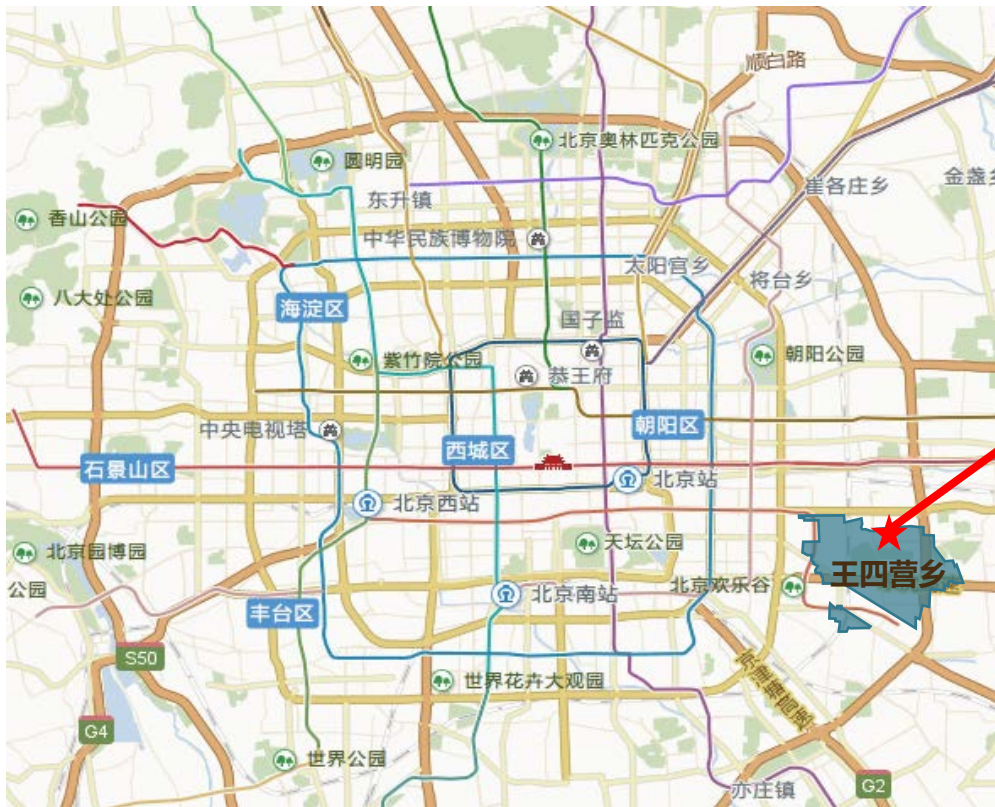 顺白路
北京奥林匹克公园
圆明园
崔各庄乡
金盏
东升镇
香山公园
中华民族博物院
太阳宫乡
将台乡
八大处公园
海淀区
国子监
紫竹院公园
朝阳公园
恭王府
中央电视塔
朝阳区
西城区
石景山区
北京站
北京西站
天坛公园
北京园博园
王四营乡
北京欢乐谷
公园
北京南站
丰台区
S50
京津塘高速
世界花卉大观园
G4
世界公园
G2
亦庄镇